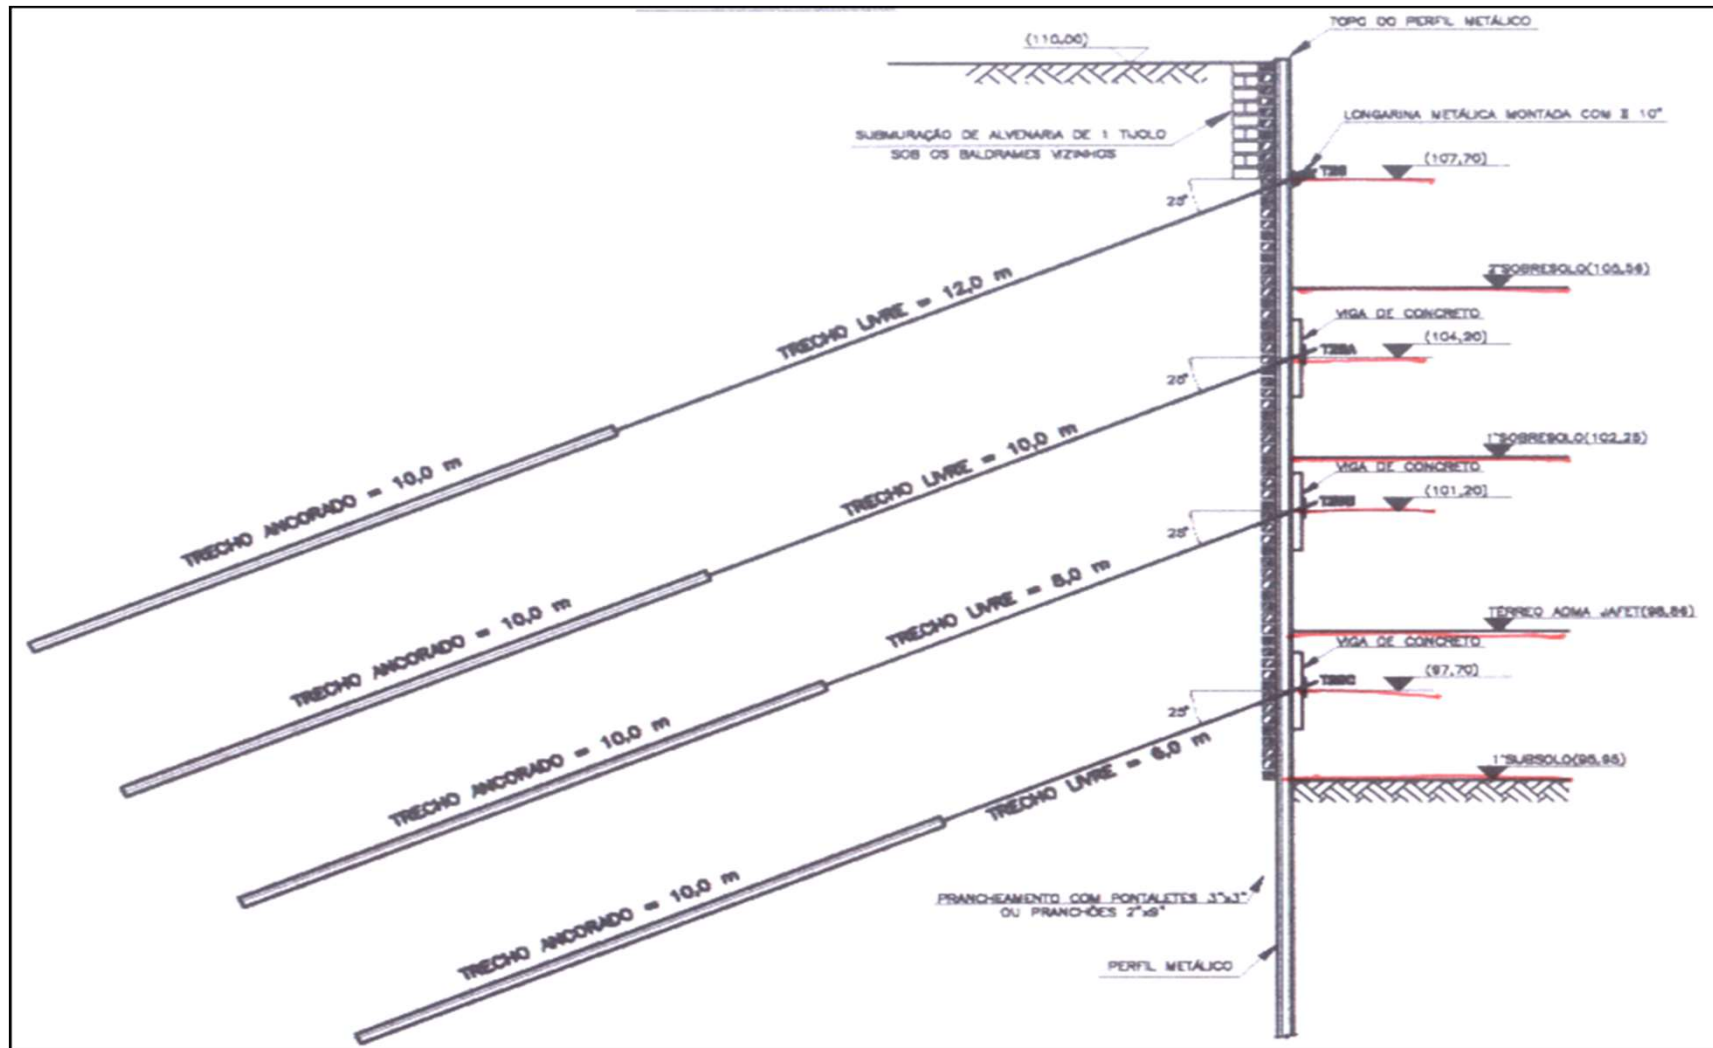 TOPO DO PERFIL METÁLICO
(110,00)
LONGARINA METÁLICA MONTADA COM II 10"
SUBMURAÇÃO DE ALVENARIA DE 1 TIJOLO
SOB OS BALDRAMES VIZINHOS
(107,70)
25°
TRECHO LIVRE = 12,0 m
2°SOBRESOLO(105,56)
VIGA DE CONCRETO
(104,20)
25°
TRECHO ANCORADO = 10,0 m
TRECHO LIVRE = 10,0 m
1°SOBRESOLO(102,25)
VIGA DE CONCRETO
(101,20)
25°
TRECHO ANCORADO = 10,0 m
TRECHO LIVRE = 8,0 m
TÉRREO
VIGA DE CONCRETO
(97,70)
25°
TRECHO ANCORADO = 10,0 m
TRECHO LIVRE = 6,0 m
1°SUBSOLO(95,95)
TRECHO ANCORADO = 10,0 m
PRANCHEAMENTO COM PONTALETES 3"x3"
OU PRANCHÕES 2"x9"
PERFIL METÁLICO